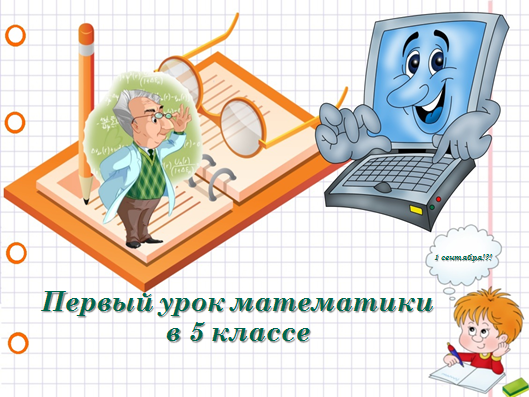 1 сентября!?!
Первый урок математики
в 5 классе